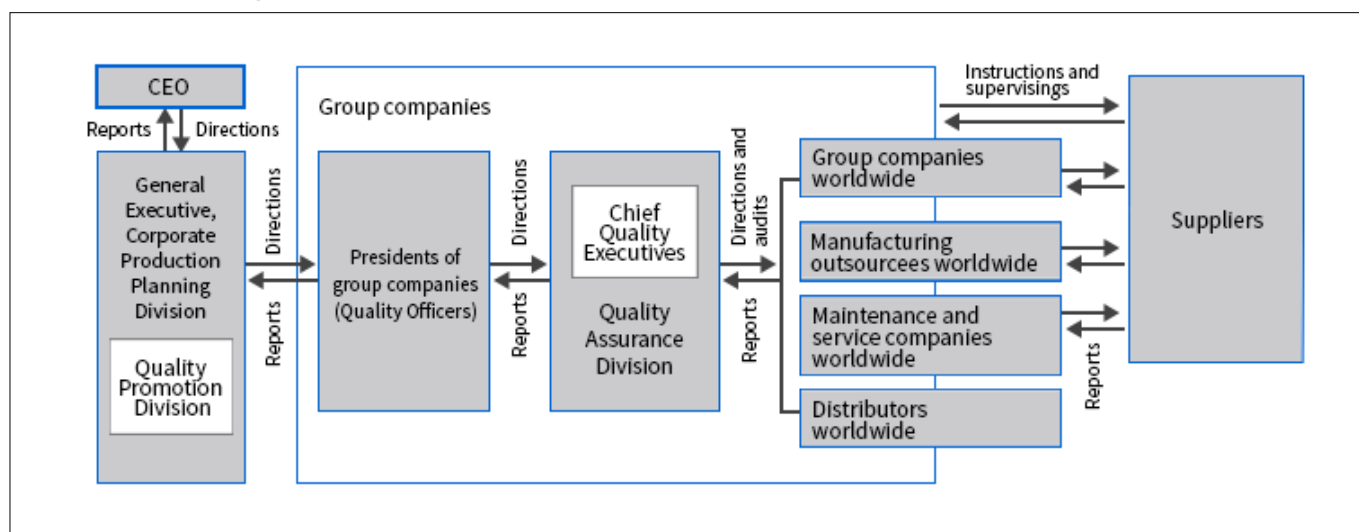 CEO
Reports
Directions
General
Executive,
Corporate
Production
Planning
Division
Quality
Promotion
Division
Directions
Reports
Group companies
Presidents of
group companies
(Quality Officers)
Directions
Reports
Chief
Quality
Executives
Quality
Assurance
Division
Directions and
audits
Reports
Group companies
worldwide
Manufacturing
outsourcees worldwide
Maintenance and
service companies
worldwide
Distributors
worldwide
Instructions and
supervisings
Reports
Suppliers